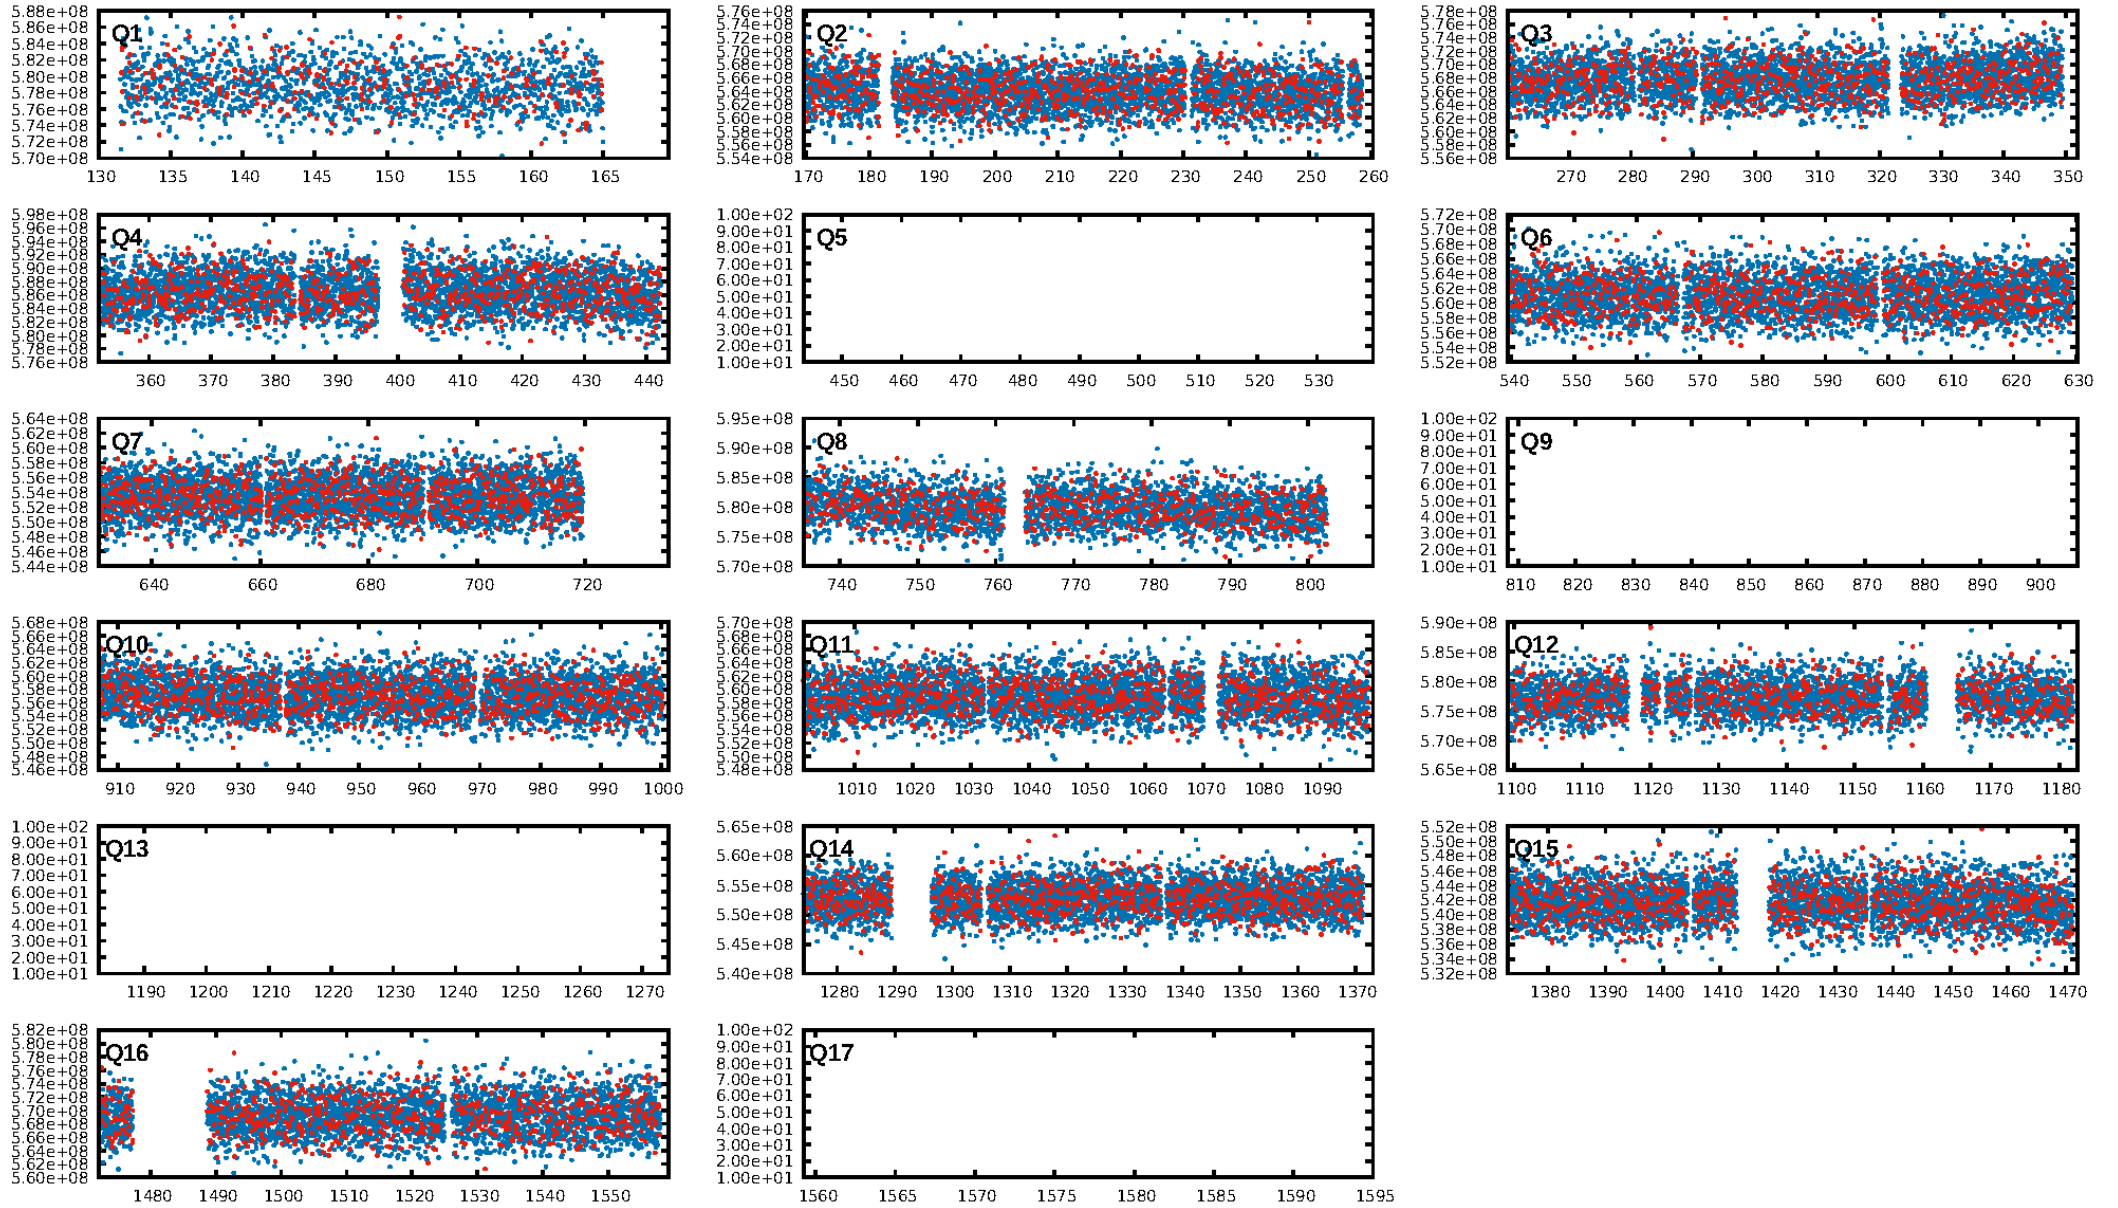 Q1
5.88e+08
5.86e+08
5.84e+08
5.82e+08
5.80e+08
5.78e+08
5.76e+08
5.74e+08
5.72e+08
5.70e+08
130 135 140 145 150 155 160 165
Q2
5.76e+08
5.74e+08
5.72e+08
5.70e+08
5.68e+08
5.66e+08
5.64e+08
5.62e+08
5.60e+08
5.58e+08
5.56e+08
5.54e+08
170 180 190 200 210 220 230 240 250 260
Q3
5.78e+08
5.76e+08
5.74e+08
5.72e+08
5.70e+08
5.68e+08
5.66e+08
5.64e+08
5.62e+08
5.60e+08
5.58e+08
5.56e+08
270 280 290 300 310 320 330 340 350
Q4
5.98e+08
5.96e+08
5.94e+08
5.92e+08
5.90e+08
5.88e+08
5.86e+08
5.84e+08
5.82e+08
5.80e+08
5.78e+08
5.76e+08
360 370 380 390 400 410 420 430 440
Q5
1.00e+02
9.00e+01
8.00e+01
7.00e+01
6.00e+01
5.00e+01
4.00e+01
3.00e+01
2.00e+01
1.00e+01
450 460 470 480 490 500 510 520 530
Q6
5.72e+08
5.70e+08
5.68e+08
5.66e+08
5.64e+08
5.62e+08
5.60e+08
5.58e+08
5.56e+08
5.54e+08
5.52e+08
540 550 560 570 580 590 600 610 620 630
Q7
5.64e+08
5.62e+08
5.60e+08
5.58e+08
5.56e+08
5.54e+08
5.52e+08
5.50e+08
5.48e+08
5.46e+08
5.44e+08
640 660 680 700 720
Q8
5.95e+08
5.90e+08
5.85e+08
5.80e+08
5.75e+08
5.70e+08
740 750 760 770 780 790 800
Q9
1.00e+02
9.00e+01
8.00e+01
7.00e+01
6.00e+01
5.00e+01
4.00e+01
3.00e+01
2.00e+01
1.00e+01
810 820 830 840 850 860 870 880 890 900
Q10
5.68e+08
5.66e+08
5.64e+08
5.62e+08
5.60e+08
5.58e+08
5.56e+08
5.54e+08
5.52e+08
5.50e+08
5.48e+08
5.46e+08
910 920 930 940 950 960 970 980 990 1000
Q11
5.70e+08
5.68e+08
5.66e+08
5.64e+08
5.62e+08
5.60e+08
5.58e+08
5.56e+08
5.54e+08
5.52e+08
5.50e+08
5.48e+08
1010 1020 1030 1040 1050 1060 1070 1080 1090
Q12
5.90e+08
5.85e+08
5.80e+08
5.75e+08
5.70e+08
5.65e+08
1100 1110 1120 1130 1140 1150 1160 1170 1180
Q13
1.00e+02
9.00e+01
8.00e+01
7.00e+01
6.00e+01
5.00e+01
4.00e+01
3.00e+01
2.00e+01
1.00e+01
1190 1200 1210 1220 1230 1240 1250 1260 1270
Q14
5.65e+08
5.60e+08
5.55e+08
5.50e+08
5.45e+08
5.40e+08
1280 1290 1300 1310 1320 1330 1340 1350 1360 1370
Q15
5.52e+08
5.50e+08
5.48e+08
5.46e+08
5.44e+08
5.42e+08
5.40e+08
5.38e+08
5.36e+08
5.34e+08
5.32e+08
1380 1390 1400 1410 1420 1430 1440 1450 1460 1470
Q16
5.82e+08
5.80e+08
5.78e+08
5.76e+08
5.74e+08
5.72e+08
5.70e+08
5.68e+08
5.66e+08
5.64e+08
5.62e+08
5.60e+08
1480 1490 1500 1510 1520 1530 1540 1550
Q17
1.00e+02
9.00e+01
8.00e+01
7.00e+01
6.00e+01
5.00e+01
4.00e+01
3.00e+01
2.00e+01
1.00e+01
1560 1565 1570 1575 1580 1585 1590 1595